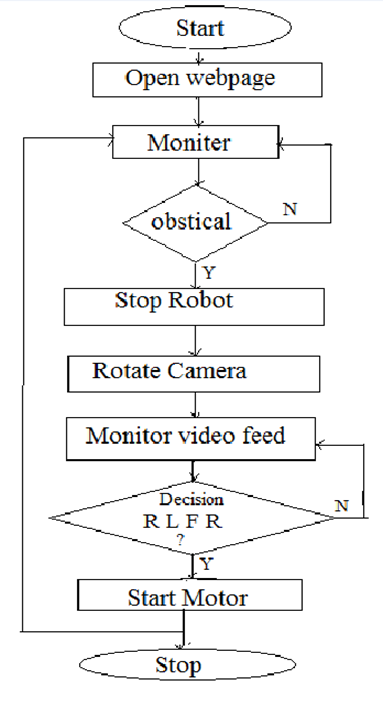 Start
Open webpage
Moniter
obstical
N
Y
Stop Robot
Rotate Camera
Monitor video feed
Decision
R L F R
?
N
Y
Start Motor
Stop